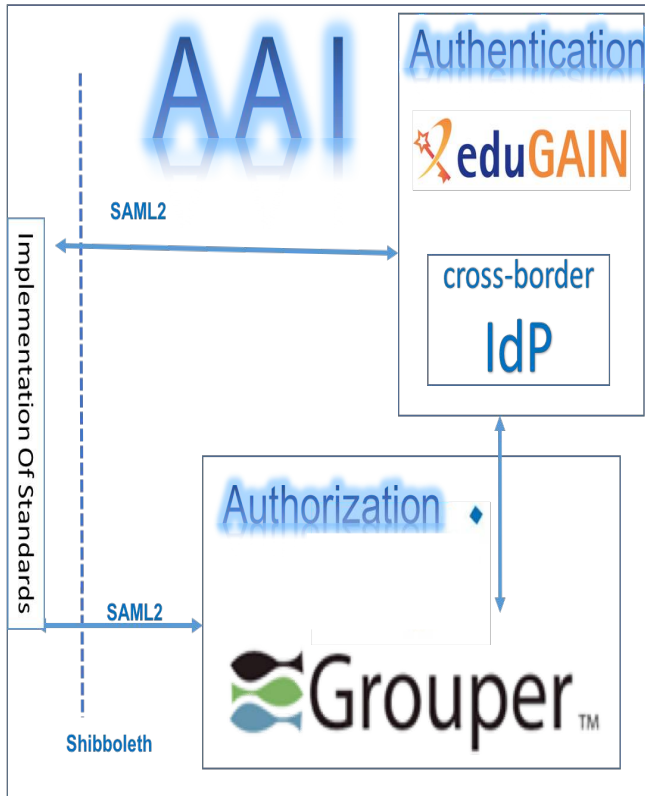 AAI
Authentication
eduGAIN
SAML2
cross-border
IdP
Implementation Of Standards
Authorization
SAML2
Grouper™
Shibboleth